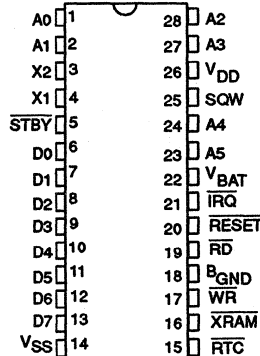 A0 1 28 A2
A1 2 27 A3
X2 3 26 VDD
X1 4 25 SQW
STBY 5 24 A4
D0 6 23 A5
D1 7 22 VBAT
D2 8 21 IRQ
D3 9 20 RESET
D4 10 19 RD
D5 11 18 BGND
D6 12 17 WR
D7 13 16 XRAM
VSS 14 15 RTC